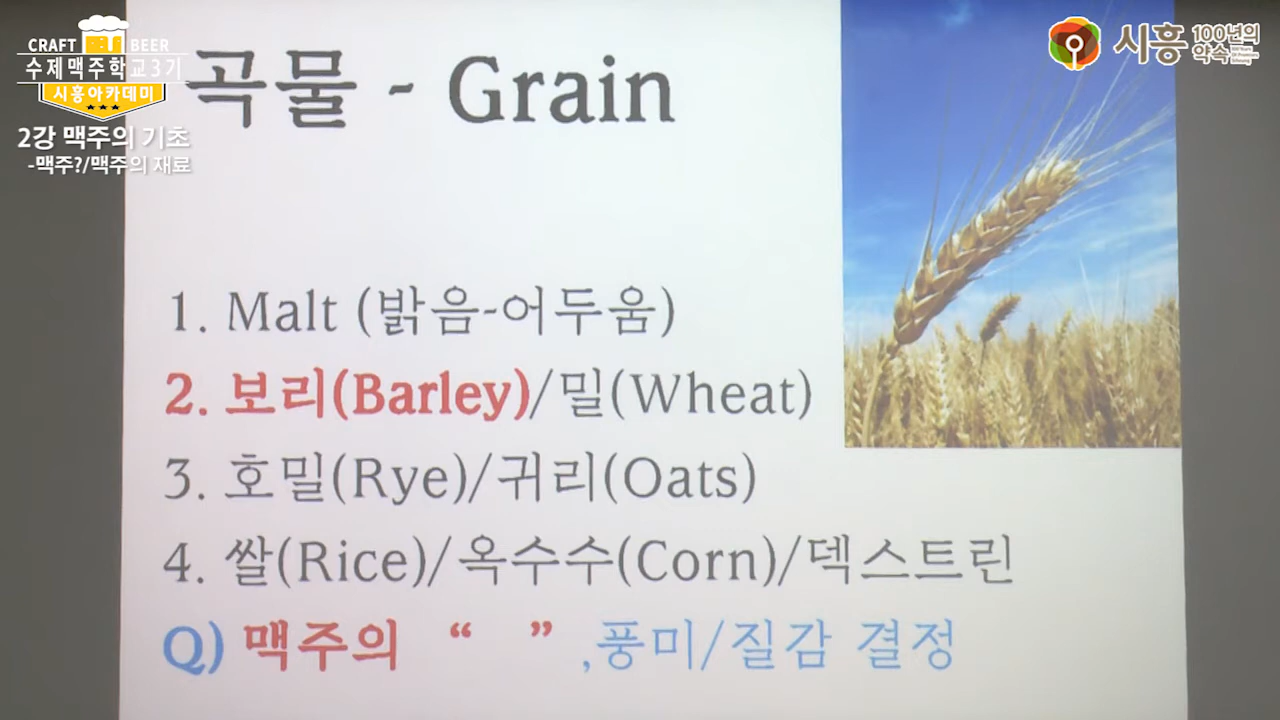 CRAFT BEER
수제맥주학교3기
시흥아카데미
2강 맥주의 기초
-맥주?/맥주의 재료
시흥 100년의 약속
곡물 - Grain
1. Malt (밝음-어두움)
2. 보리(Barley)/밀(Wheat)
3. 호밀(Rye)/귀리(Oats)
4. 쌀(Rice)/옥수수(Corn)/덱스트린
Q) 맥주의 “ ” ,풍미/질감 결정